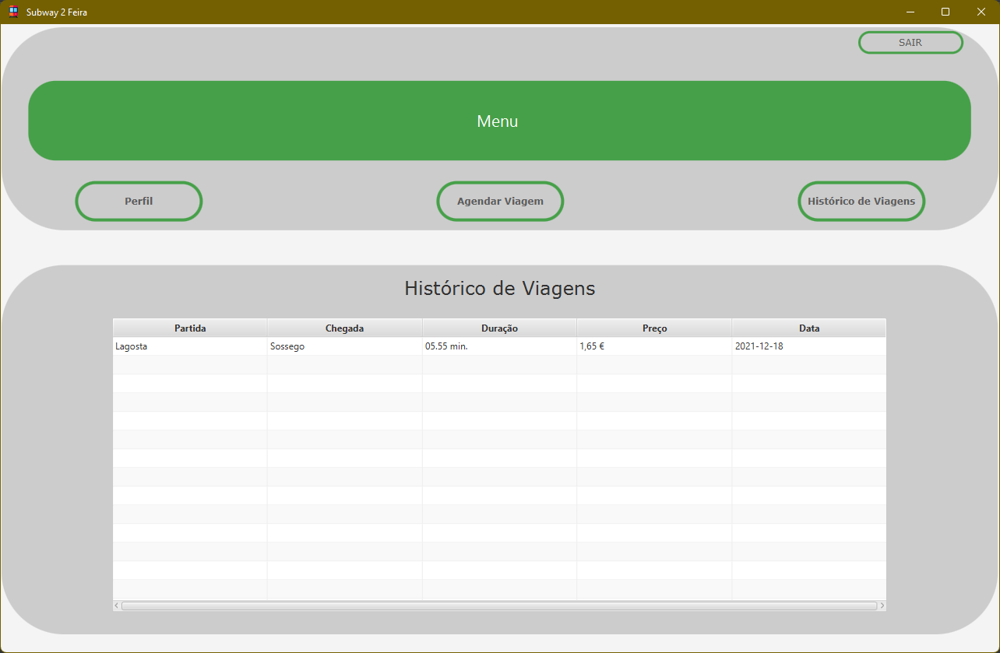 Subway 2 Feira
SAIR
Menu
Perfil Agendar Viagem Histórico de Viagens
Histórico de Viagens
Partida Chegada Duração Preço Data
Lagosta Sossego 05.55 min. 1,65 € 2021-12-18